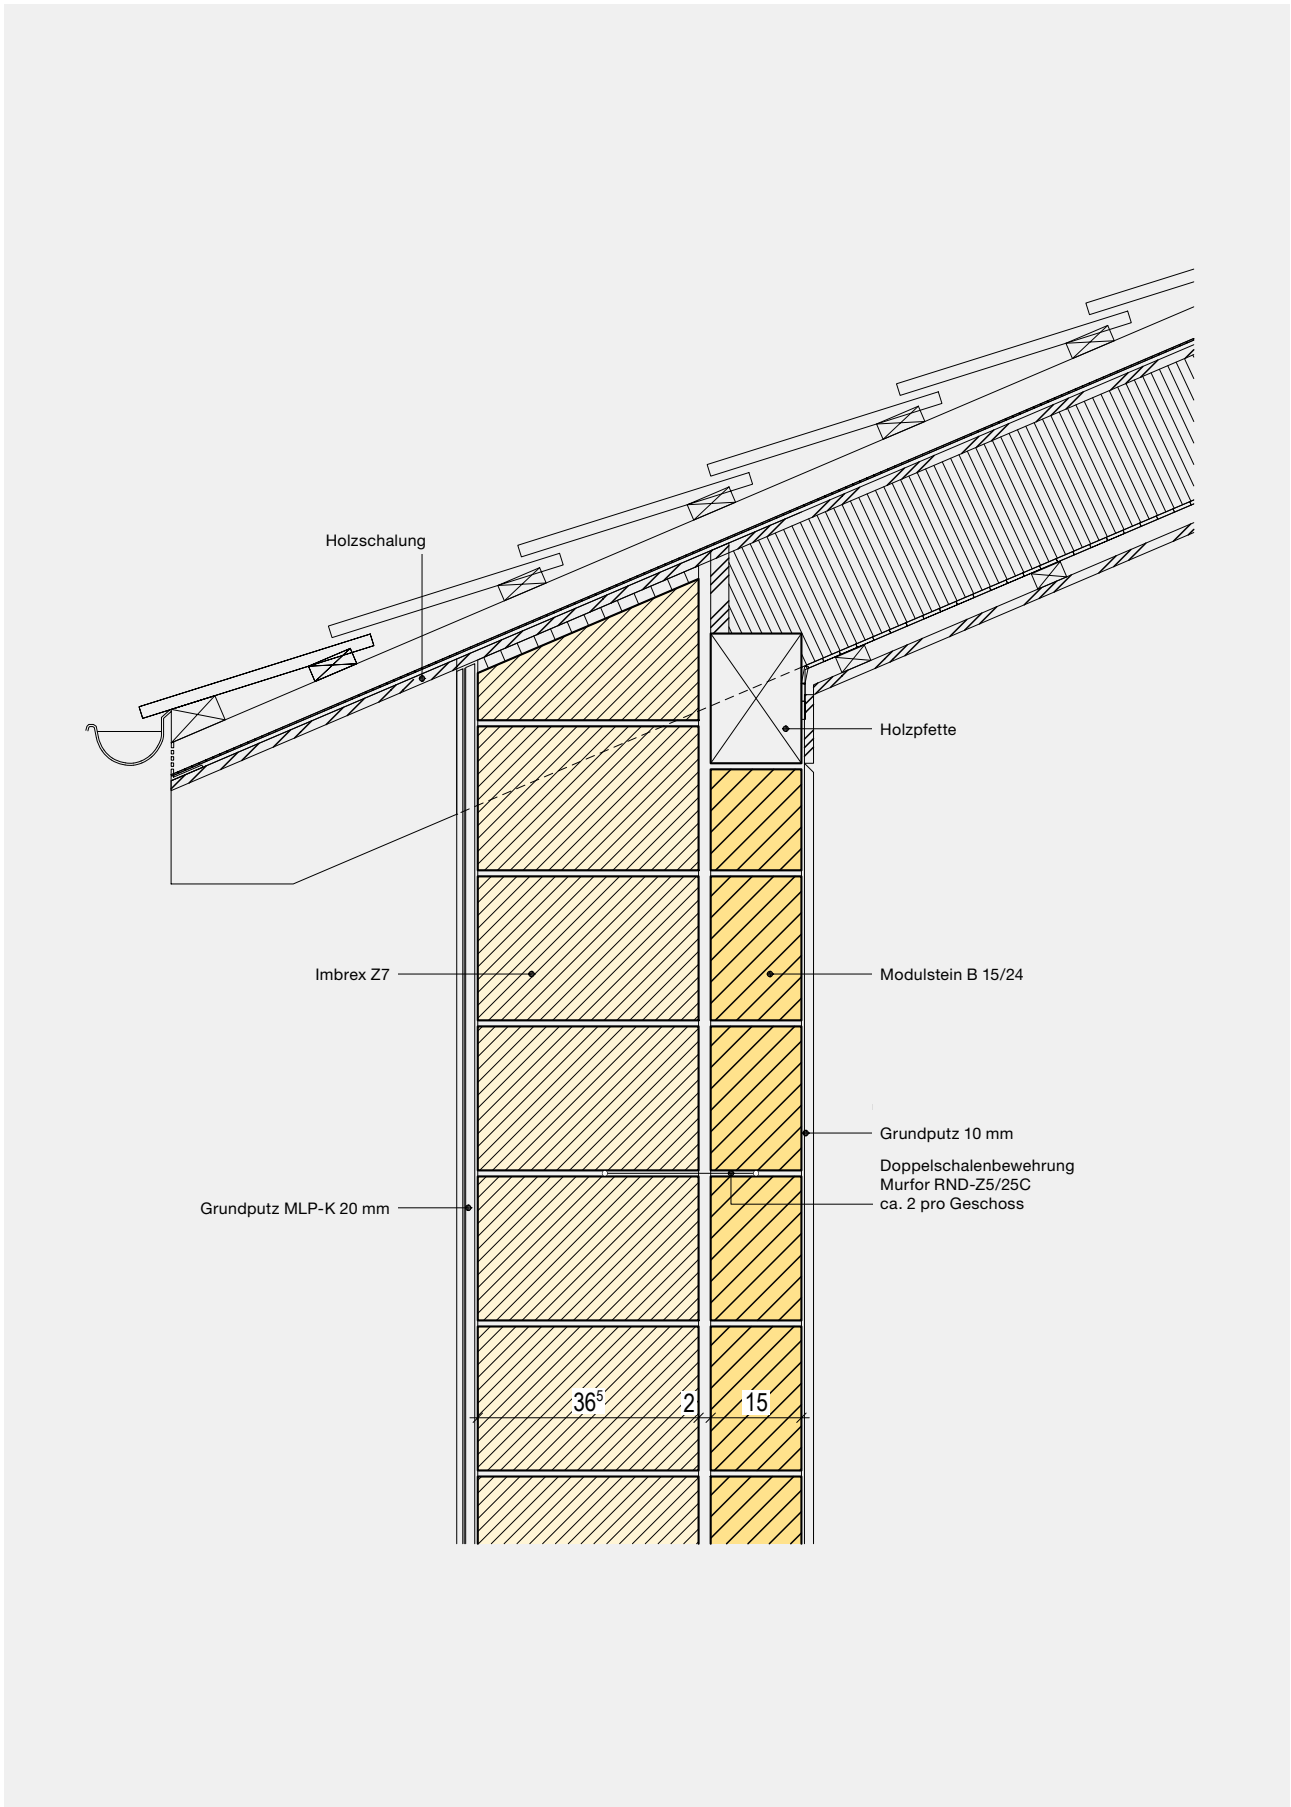 Holzschalung
Holzpfette
Imbrex Z7
Modulstein B 15/24
Grundputz 10 mm
Doppelschalenbewehrung
Murfor RND-Z5/25C
ca. 2 pro Geschoss
Grundputz MLP-K 20 mm
36⁵ 2 15